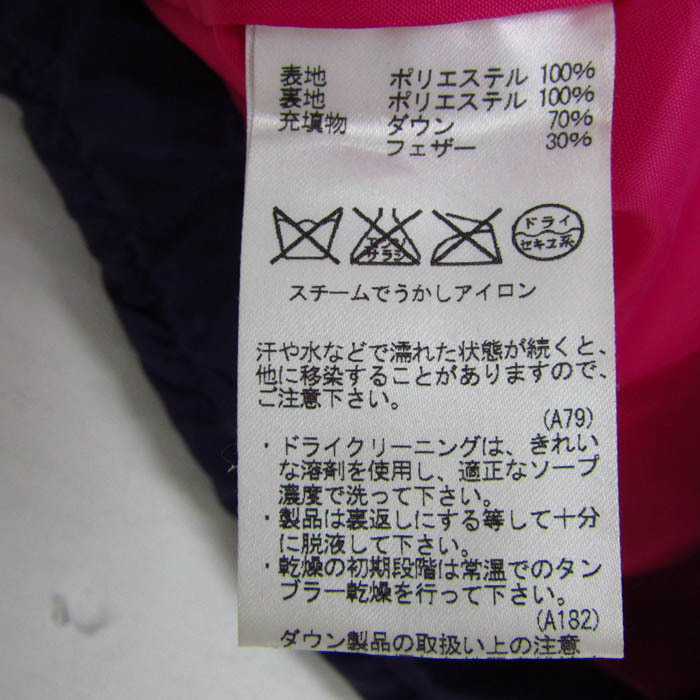 表地 ポリエステル 100%
裏地 ポリエステル 100%
充填物 ダウン 70%
フェザー 30%
エンソ
サラシ
ドライ
セキユ系
スチームでうかしアイロン
汗や水などで濡れた状態が続くと、
他に移染することがありますので、
ご注意下さい。
(A79)
・ドライクリーニングは、きれい
な溶剤を使用し、適正なソープ
濃度で洗って下さい。
・製品は裏返しにする等して十分
に脱液して下さい。
・乾燥の初期段階は常温でのタン
ブラー乾燥を行って下さい。
(A182)
ダウン製品の取扱い上の注意